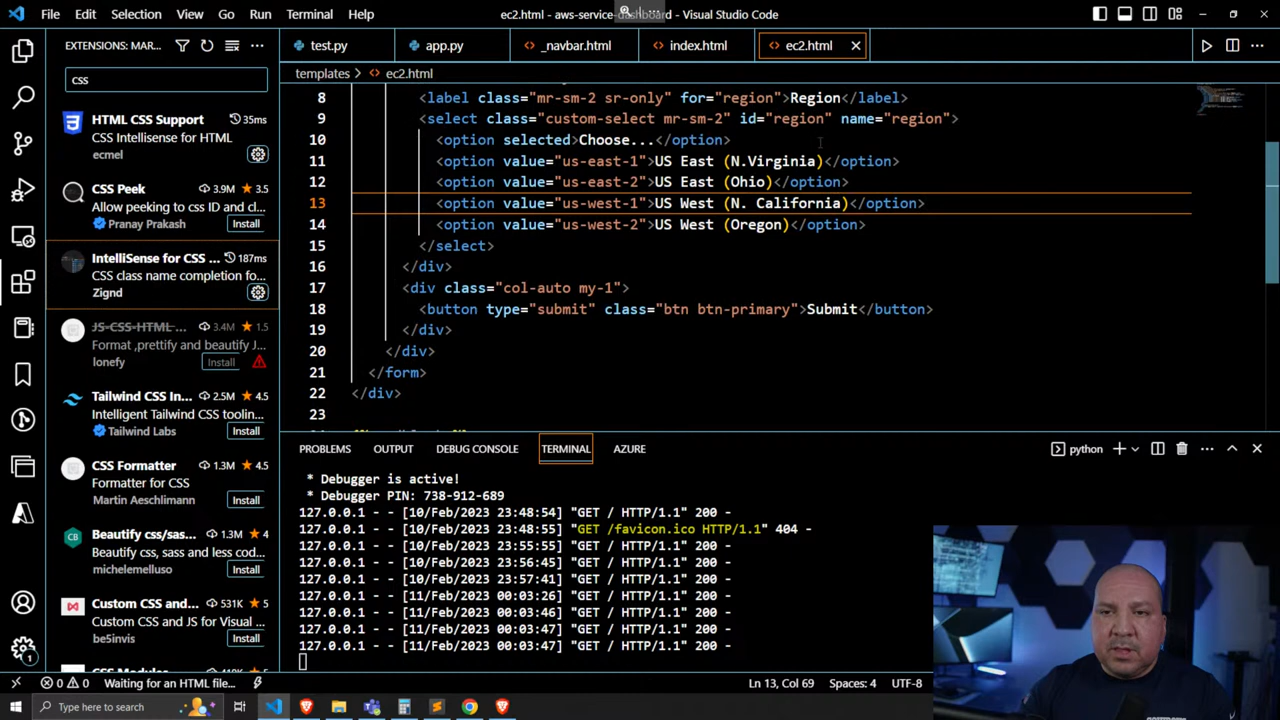 File Edit Selection View Go Run Terminal Help
ec2.html - aws-service-dashboard - Visual Studio Code
EXTENSIONS: MAR...
test.py app.py _navbar.html index.html ec2.html
css
templates > ec2.html
HTML CSS Support 35ms
CSS Intellisense for HTML
ecmel
CSS Peek 3.9M 3.5
Allow peeking to css ID and cl...
Pranay Prakash Install
IntelliSense for CSS ... 187ms
CSS class name completion fo...
Zignd
JS-CSS-HTML ... 3.4M 1.5
Format ,prettify and beautify J...
lonefy Install
Tailwind CSS In... 2.5M 4.5
Intelligent Tailwind CSS toolin...
Tailwind Labs Install
CSS Formatter 1.3M 4.5
Formatter for CSS
Martin Aeschlimann Install
Beautify css/sas... 1.3M 4
Beautify css, sass and less cod...
michelemelluso Install
Custom CSS and... 531K 5
Custom CSS and JS for Visual ...
be5invis Install
8 <label class="mr-sm-2 sr-only" for="region">Region</label>
9 <select class="custom-select mr-sm-2" id="region" name="region">
10 <option selected>Choose...</option>
11 <option value="us-east-1">US East (N.Virginia)</option>
12 <option value="us-east-2">US East (Ohio)</option>
13 <option value="us-west-1">US West (N. California)</option>
14 <option value="us-west-2">US West (Oregon)</option>
15 </select>
16 </div>
17 <div class="col-auto my-1">
18 <button type="submit" class="btn btn-primary">Submit</button>
19 </div>
20 </div>
21 </form>
22 </div>
23
PROBLEMS OUTPUT DEBUG CONSOLE TERMINAL AZURE
python
* Debugger is active!
* Debugger PIN: 738-912-689
127.0.0.1 - - [10/Feb/2023 23:48:54] "GET / HTTP/1.1" 200 -
127.0.0.1 - - [10/Feb/2023 23:48:55] "GET /favicon.ico HTTP/1.1" 404 -
127.0.0.1 - - [10/Feb/2023 23:55:55] "GET / HTTP/1.1" 200 -
127.0.0.1 - - [10/Feb/2023 23:56:45] "GET / HTTP/1.1" 200 -
127.0.0.1 - - [10/Feb/2023 23:57:41] "GET / HTTP/1.1" 200 -
127.0.0.1 - - [11/Feb/2023 00:03:26] "GET / HTTP/1.1" 200 -
127.0.0.1 - - [11/Feb/2023 00:03:46] "GET / HTTP/1.1" 200 -
127.0.0.1 - - [11/Feb/2023 00:03:47] "GET / HTTP/1.1" 200 -
127.0.0.1 - - [11/Feb/2023 00:03:47] "GET / HTTP/1.1" 200 -
1
0 0 Waiting for an HTML file...
Ln 13, Col 69 Spaces: 4 UTF-8
Type here to search